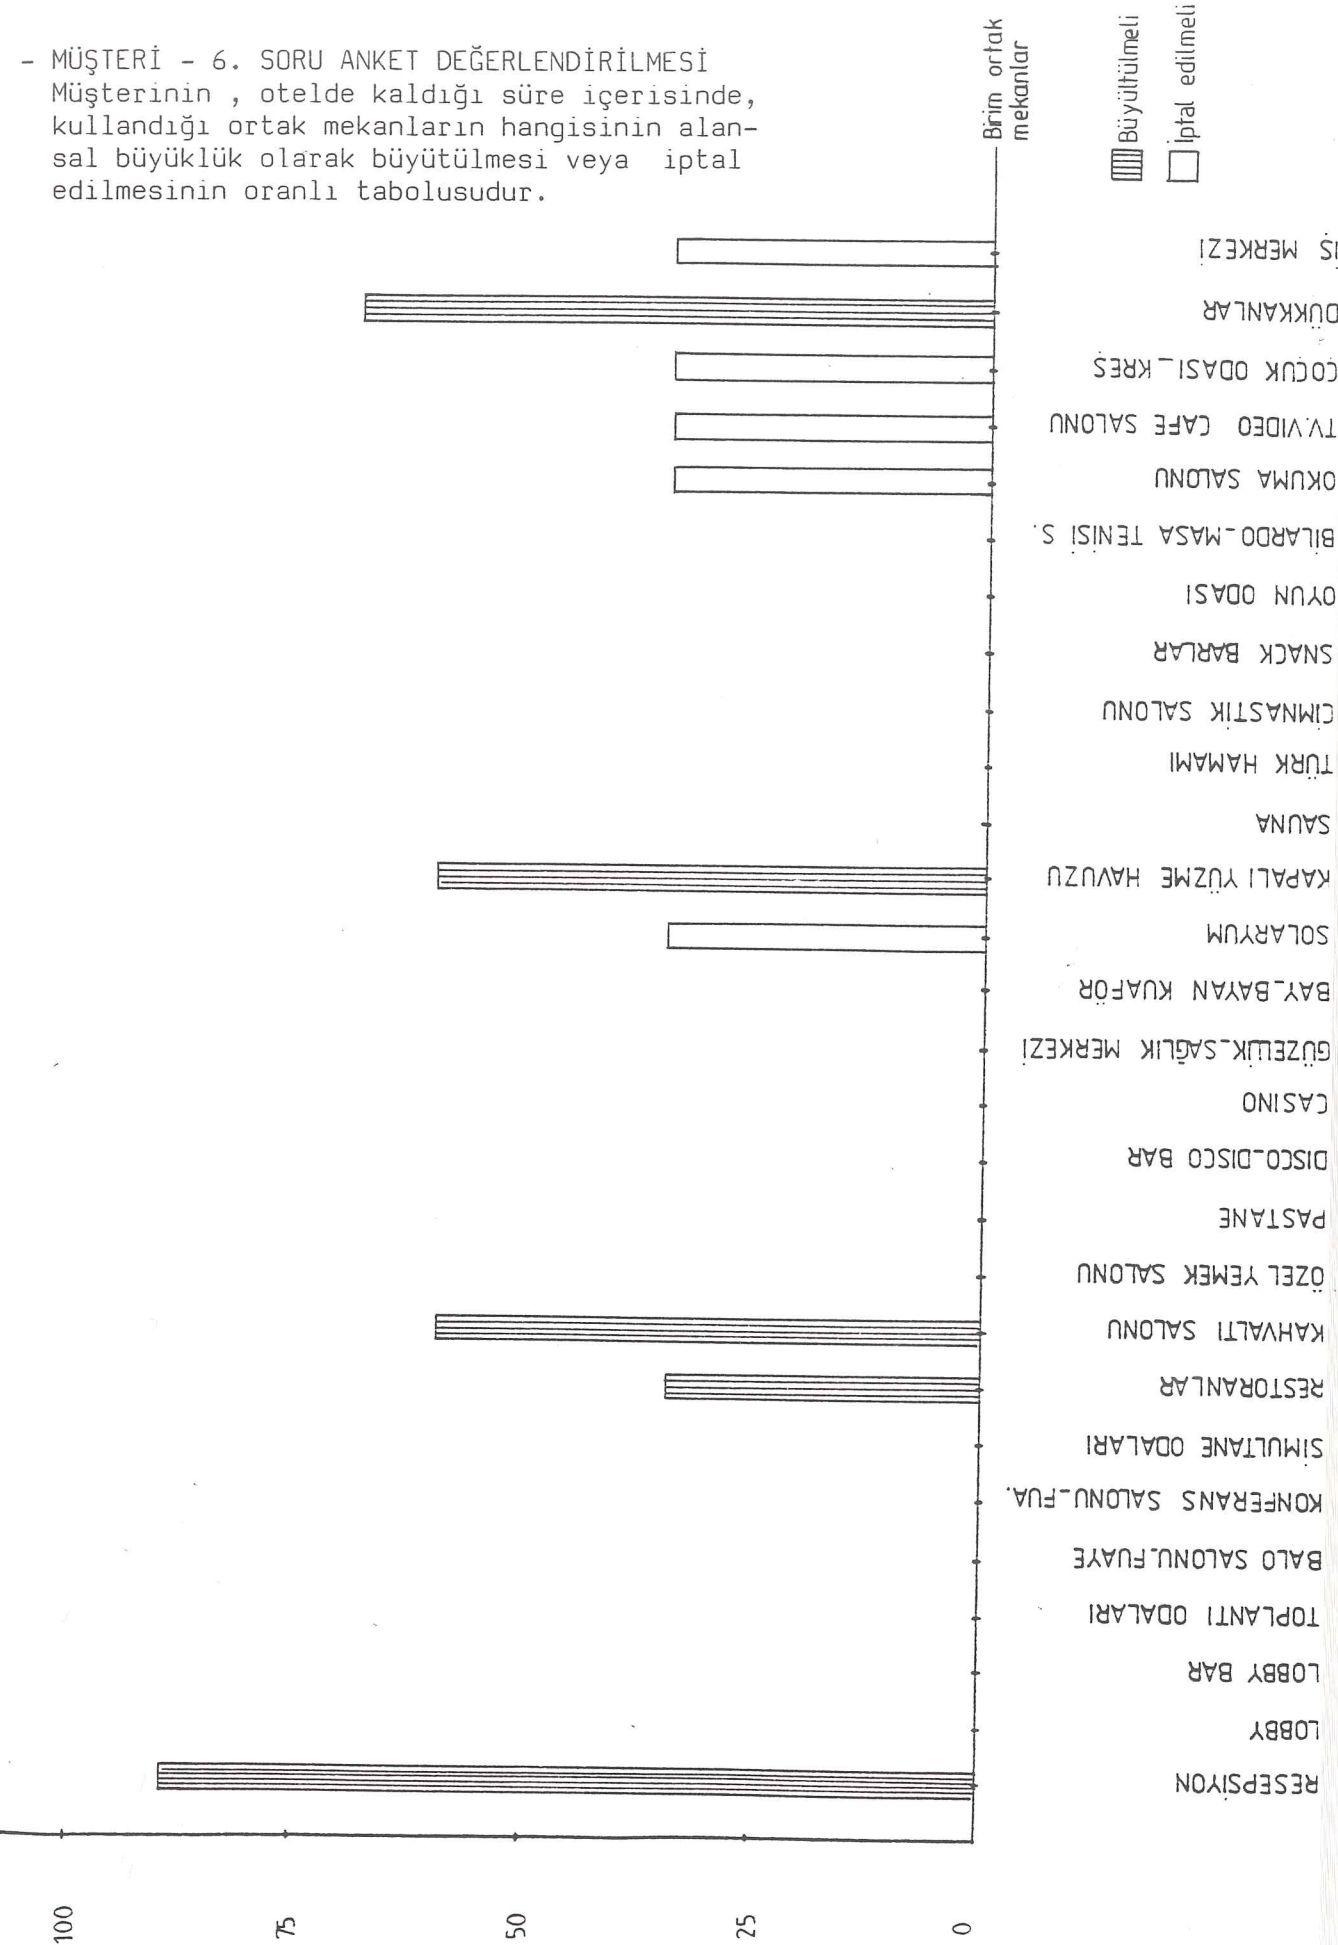 - MÜŞTERİ - 6. SORU ANKET DEĞERLENDİRİLMESİ
Müşterinin , otelde kaldığı süre içerisinde,
kullandığı ortak mekanların hangisinin alan-
sal büyüklük olarak büyütülmesi veya iptal
edilmesinin oranlı tabolusudur.
Birim ortak
mekanlar
Büyültülmeli
İptal edilmeli
İŞ MERKEZİ
DÜKKANLAR
ÇOÇUK ODASI_KREŞ
TV.VIDEO CAFE SALONU
OKUMA SALONU
BİLARDO-MASA TENİSİ S.
OYUN ODASI
SNACK BARLAR
CİMNASTİK SALONU
TÜRK HAMAMI
SAUNA
KAPALI YÜZME HAVUZU
SOLARYUM
BAY_BAYAN KUAFÖR
GÜZELLİK_SAĞLIK MERKEZİ
CASINO
DISCO_DISCO BAR
PASTANE
ÖZEL YEMEK SALONU
KAHVALTI SALONU
RESTORANLAR
SİMULTANE ODALARI
KONFERANS SALONU_FUA.
BALO SALONU_FUAYE
TOPLANTI ODALARI
LOBBY BAR
LOBBY
RESEPSİYON
100
75
50
25
0